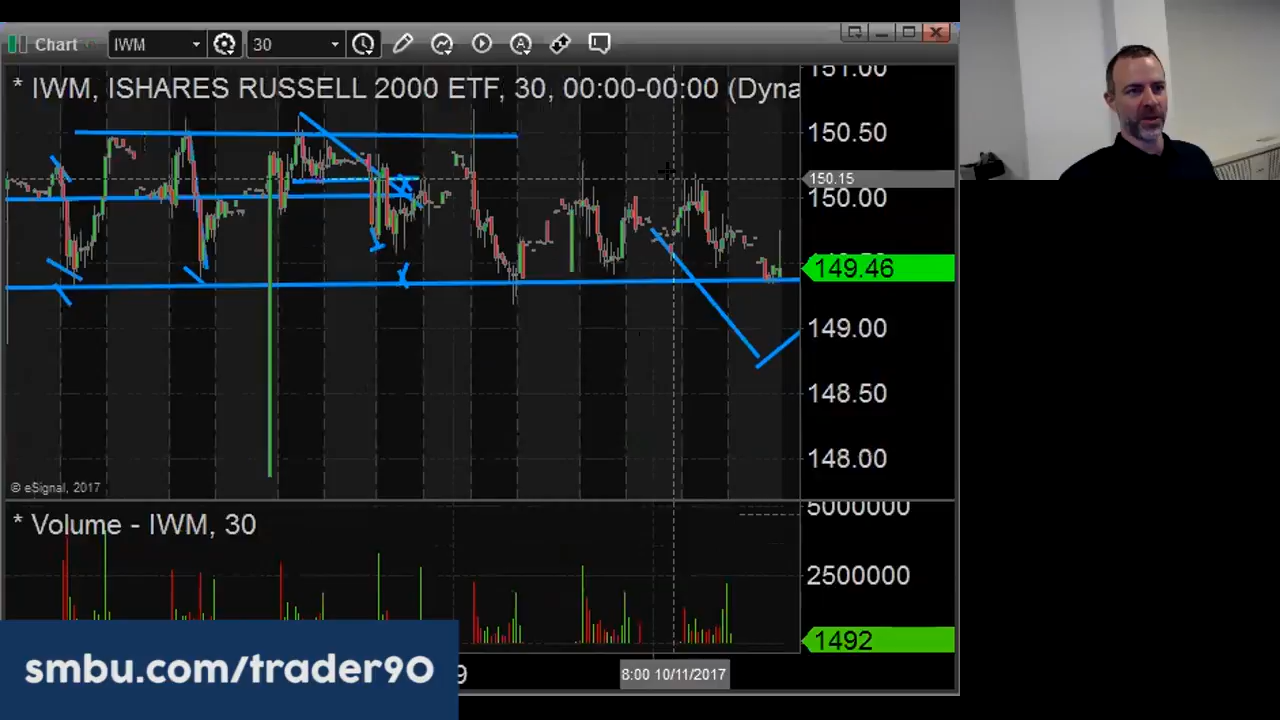 Chart IWM 30
* IWM, ISHARES RUSSELL 2000 ETF, 30, 00:00-00:00 (Dyna
151.00
150.50
150.15
150.00
149.46
149.00
148.50
148.00
© eSignal, 2017
* Volume - IWM, 30
5000000
2500000
1492
9
8:00 10/11/2017
smbu.com/trader90